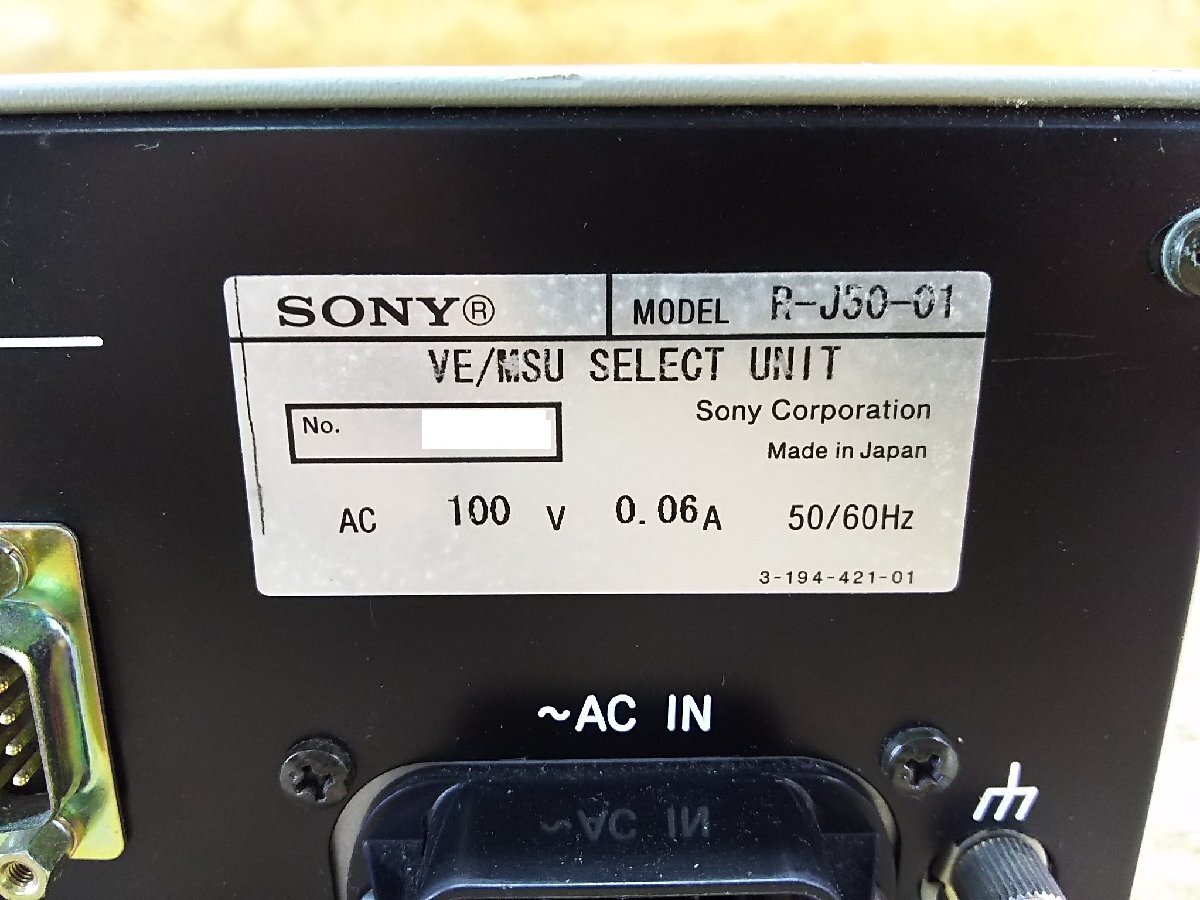 SONY® MODEL R-J50-01
VE/MSU SELECT UNIT
No.
Sony Corporation
Made in Japan
AC 100 V 0.06A 50/60Hz
3-194-421-01
~AC IN
~AC IN